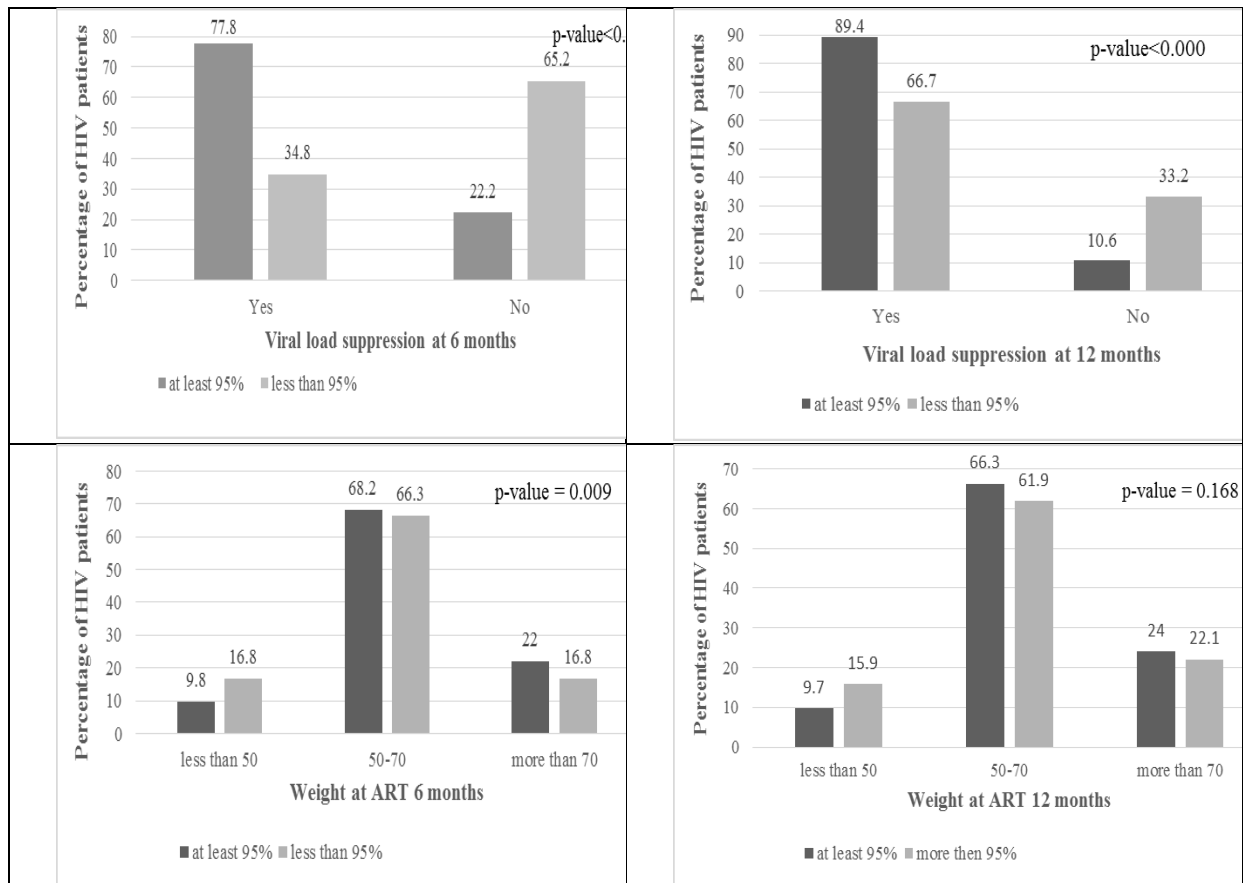 77.8
80
p-value<0.
70
65.2
60
50
40
34.8
30
22.2
20
10
0
Percentage of HIV patients
Yes
No
Viral load suppression at 6 months
at least 95%
less than 95%
89.4
90
p-value<0.000
80
70
66.7
60
50
40
33.2
30
20
10.6
10
0
Percentage of HIV patients
Yes
No
Viral load suppression at 12 months
at least 95%
less than 95%
80
p-value = 0.009
68.2
66.3
70
60
50
40
30
22
20
16.8
16.8
9.8
10
0
Percentage of HIV patients
less than 50
50-70
more than 70
Weight at ART 6 months
at least 95%
less than 95%
70
66.3
61.9
p-value = 0.168
60
50
40
30
24
22.1
20
15.9
9.7
10
0
Percentage of HIV patients
less than 50
50-70
more than 70
Weight at ART 12 months
at least 95%
more then 95%